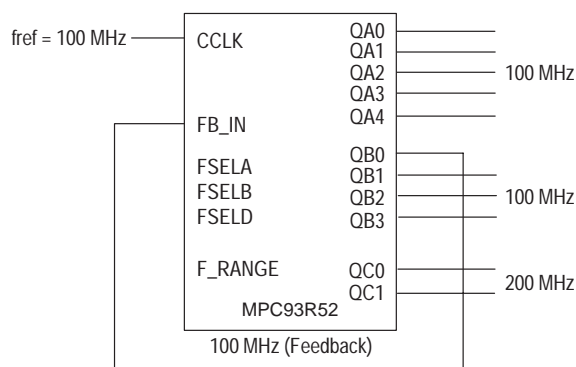 fref = 100 MHz
CCLK
QA0
QA1
QA2
QA3
QA4
100 MHz
FB_IN
QB0
QB1
QB2
QB3
100 MHz
FSELA
FSELB
FSELD
F_RANGE
QC0
QC1
200 MHz
MPC93R52
100 MHz (Feedback)